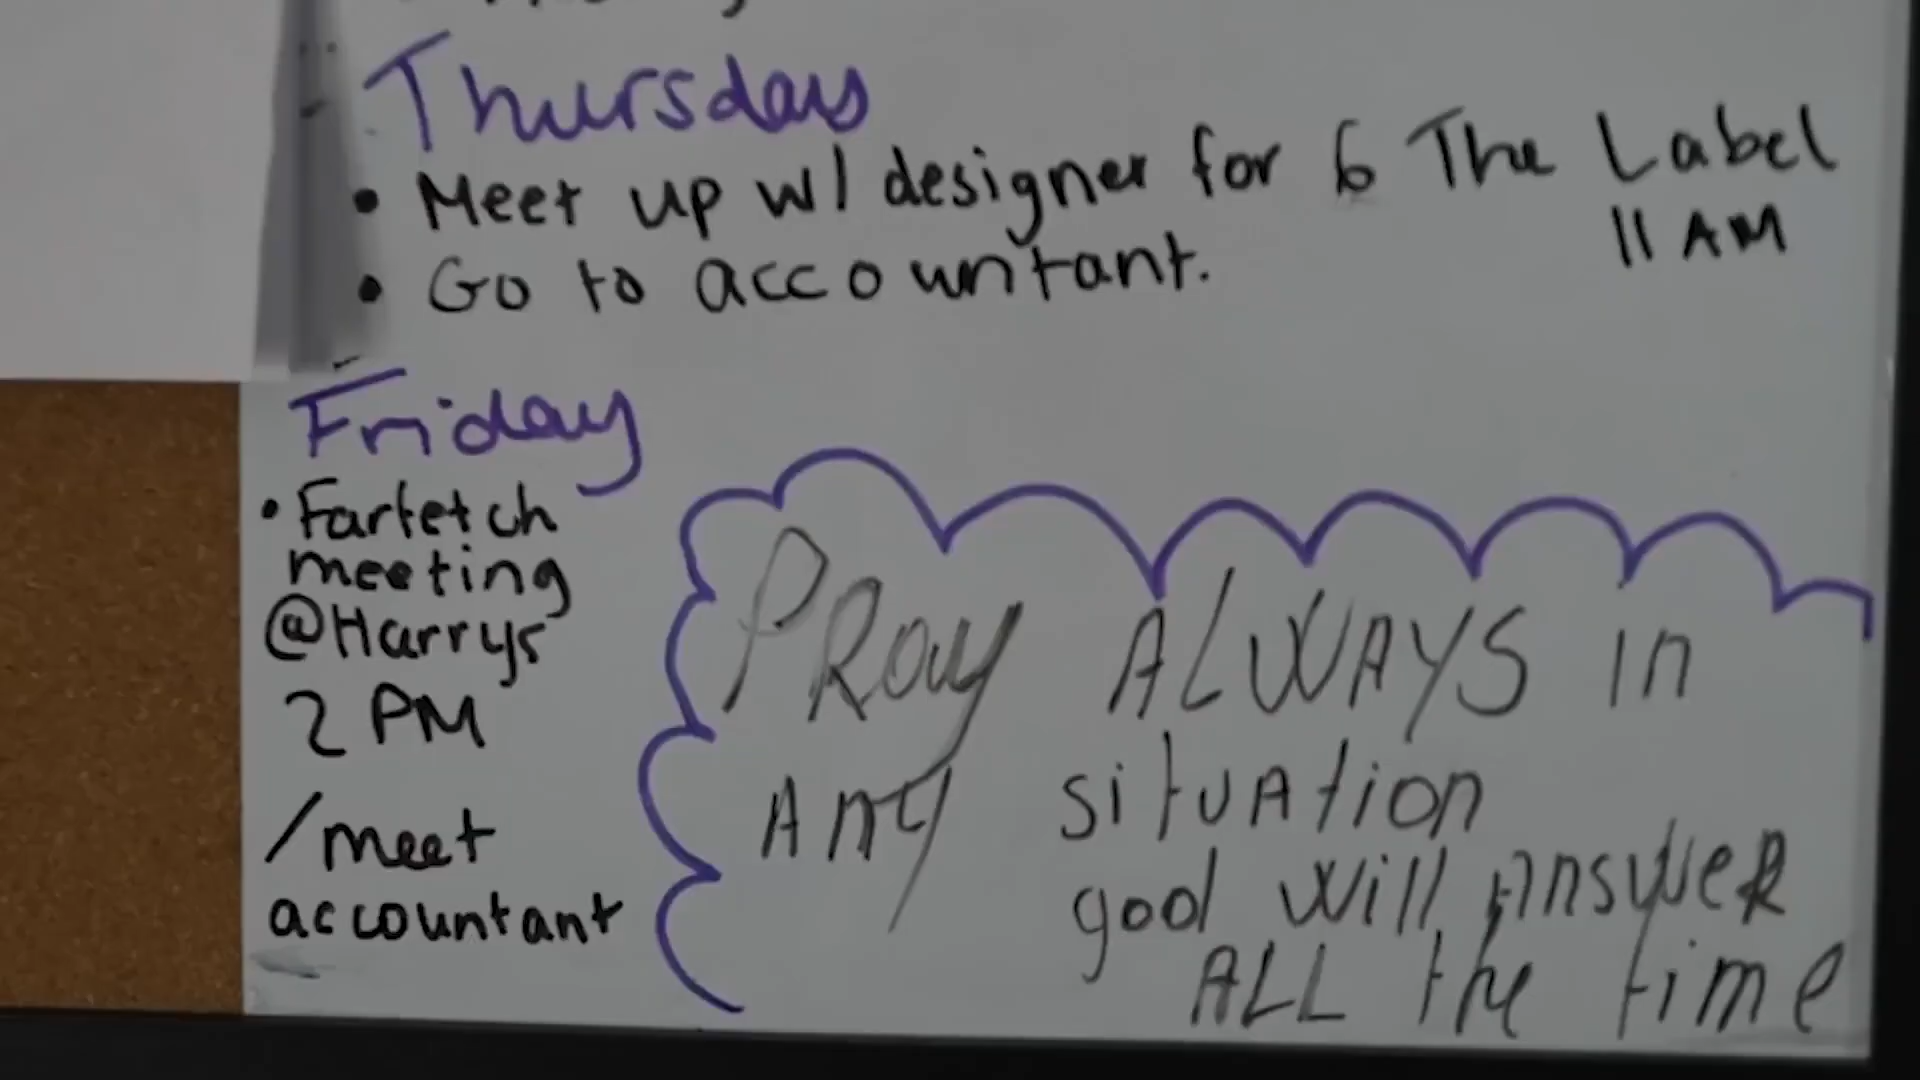 Thursday
• Meet up w/ designer for 6 The Label
11 AM
• Go to accountant.
Friday
• Farfetch
meeting
@Harrys
2 PM
/meet
accountant
PRay ALWAYS in
Any situation
good will Answer
ALL the time